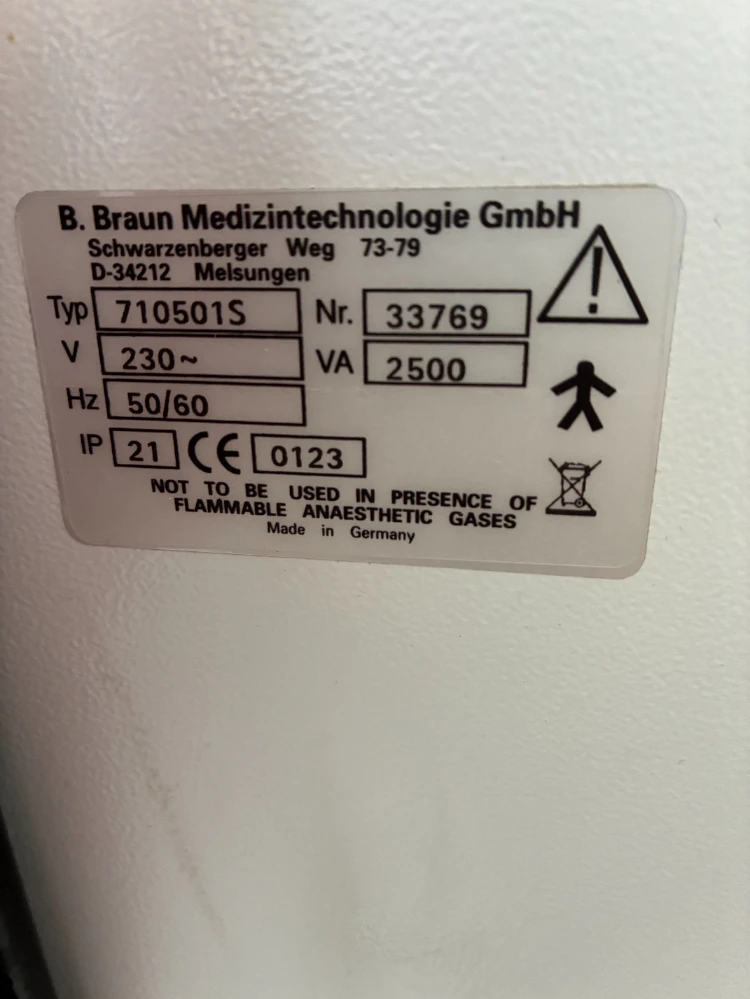 B. Braun Medizintechnologie GmbH
Schwarzenberger Weg 73-79
D-34212 Melsungen
Typ 710501S Nr. 33769
V 230~ VA 2500
Hz 50/60
IP 21 CE 0123
NOT TO BE USED IN PRESENCE OF
FLAMMABLE ANAESTHETIC GASES
Made in Germany